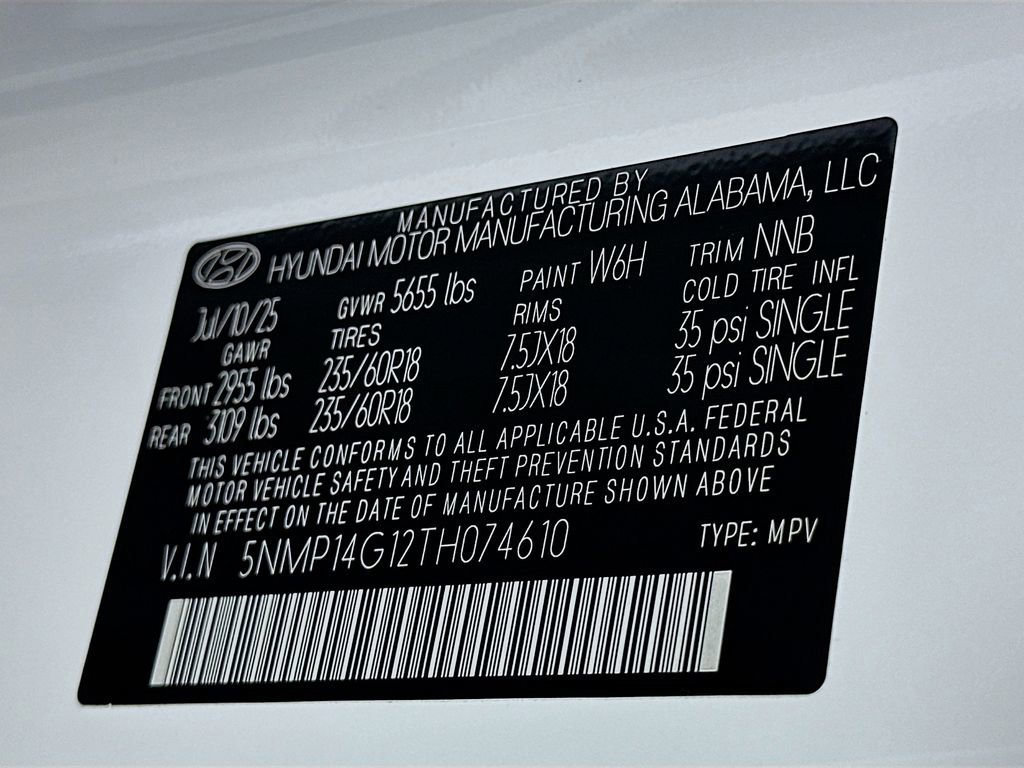 MANUFACTURED BY
HYUNDAI MOTOR MANUFACTURING ALABAMA, LLC
Jul/10/25 GVWR 5655 lbs PAINT W6H TRIM NNB
GAWR TIRES RIMS COLD TIRE INFL
FRONT 2955 lbs 235/60R18 7.5JX18 35 psi SINGLE
REAR 3109 lbs 235/60R18 7.5JX18 35 psi SINGLE
THIS VEHICLE CONFORMS TO ALL APPLICABLE U.S.A. FEDERAL
MOTOR VEHICLE SAFETY AND THEFT PREVENTION STANDARDS
IN EFFECT ON THE DATE OF MANUFACTURE SHOWN ABOVE
V.I.N 5NMP14G12TH074610 TYPE: MPV